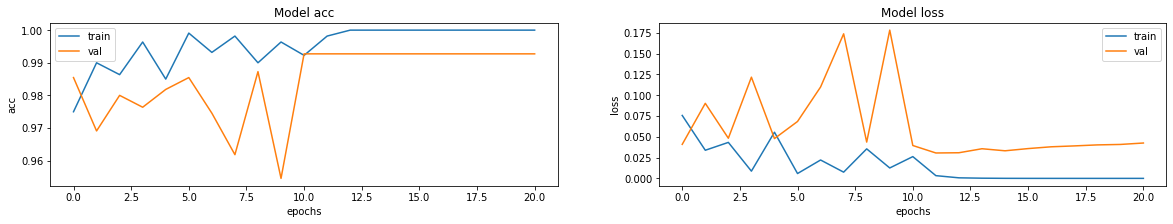 Model acc
train
val
1.00
0.99
0.98
0.97
0.96
acc
0.0 2.5 5.0 7.5 10.0 12.5 15.0 17.5 20.0
epochs
Model loss
train
val
0.175
0.150
0.125
0.100
0.075
0.050
0.025
0.000
loss
0.0 2.5 5.0 7.5 10.0 12.5 15.0 17.5 20.0
epochs